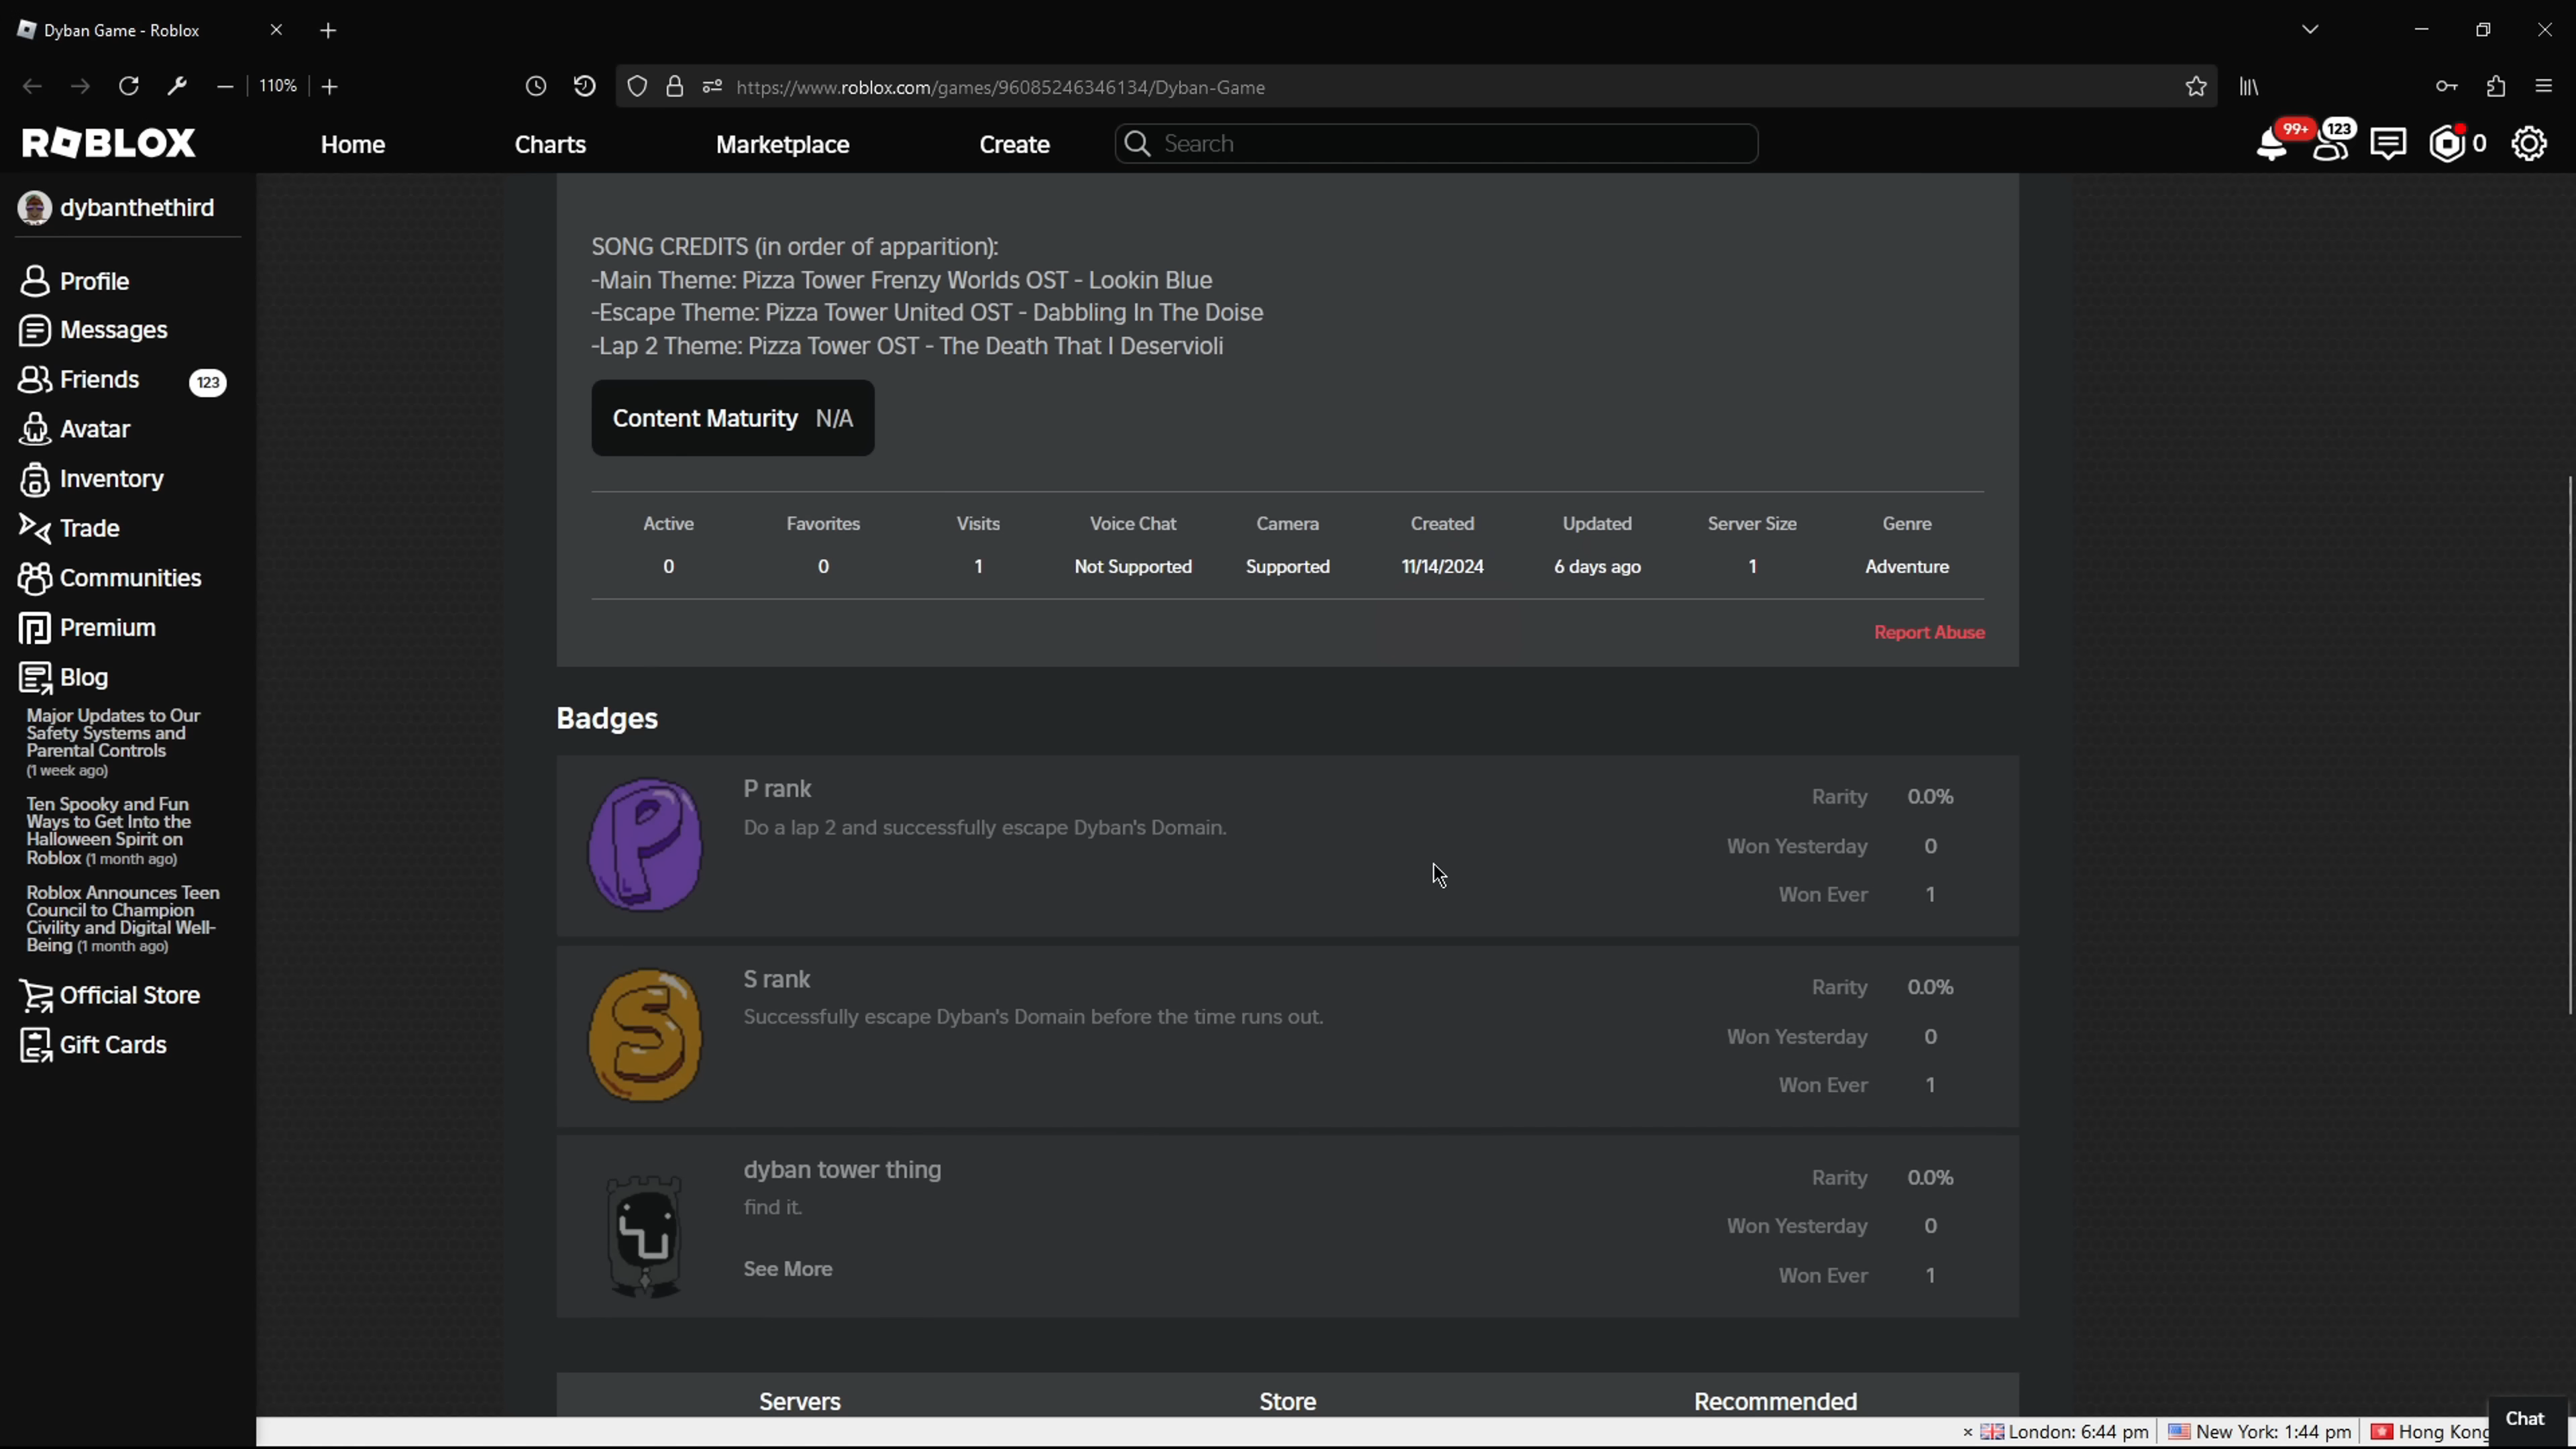 Dyban Game - Roblox
110%
https://www.roblox.com/games/96085246346134/Dyban-Game
ROBLOX
Home
Charts
Marketplace
Create
Search
99+
123
0
dybanthethird
Profile
Messages
Friends
123
Avatar
Inventory
Trade
Communities
Premium
Blog
Major Updates to Our
Safety Systems and
Parental Controls
(1 week ago)
Ten Spooky and Fun
Ways to Get Into the
Halloween Spirit on
Roblox (1 month ago)
Roblox Announces Teen
Council to Champion
Civility and Digital Well-
Being (1 month ago)
Official Store
Gift Cards
SONG CREDITS (in order of apparition):
-Main Theme: Pizza Tower Frenzy Worlds OST - Lookin Blue
-Escape Theme: Pizza Tower United OST - Dabbling In The Doise
-Lap 2 Theme: Pizza Tower OST - The Death That I Deservioli
Content Maturity N/A
Active Favorites Visits Voice Chat Camera Created Updated Server Size Genre
0 0 1 Not Supported Supported 11/14/2024 6 days ago 1 Adventure
Report Abuse
Badges
P
P rank
Do a lap 2 and successfully escape Dyban's Domain.
Rarity 0.0%
Won Yesterday 0
Won Ever 1
S
S rank
Successfully escape Dyban's Domain before the time runs out.
Rarity 0.0%
Won Yesterday 0
Won Ever 1
dyban tower thing
find it.
See More
Rarity 0.0%
Won Yesterday 0
Won Ever 1
Servers
Store
Recommended
× London: 6:44 pm New York: 1:44 pm Hong Kong
Chat